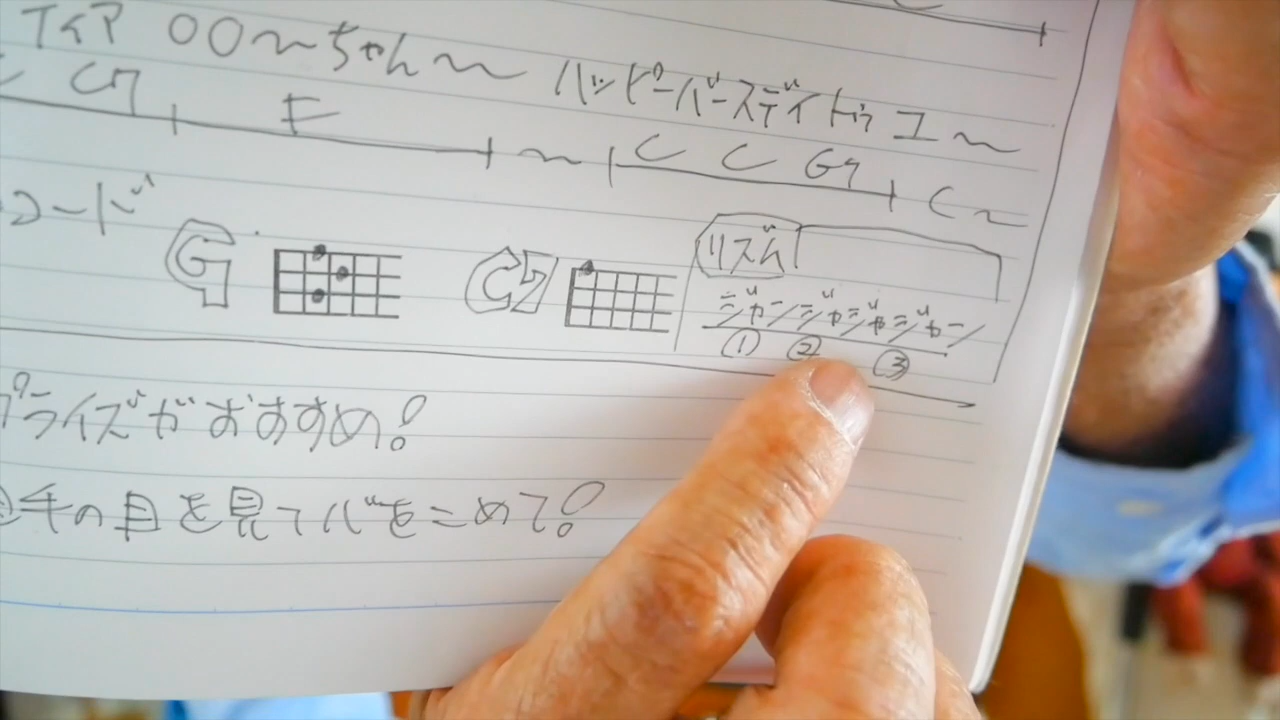 ィア 〇〇〜ちゃん〜 ハッピーバースデイトゥユ〜
C7 F 〜 C C G7 C〜
コード G C7
リズム
ジャーンジャジャジャーン
① ② ③
プライズがおすすめ!
手の目を見て心をこめて!